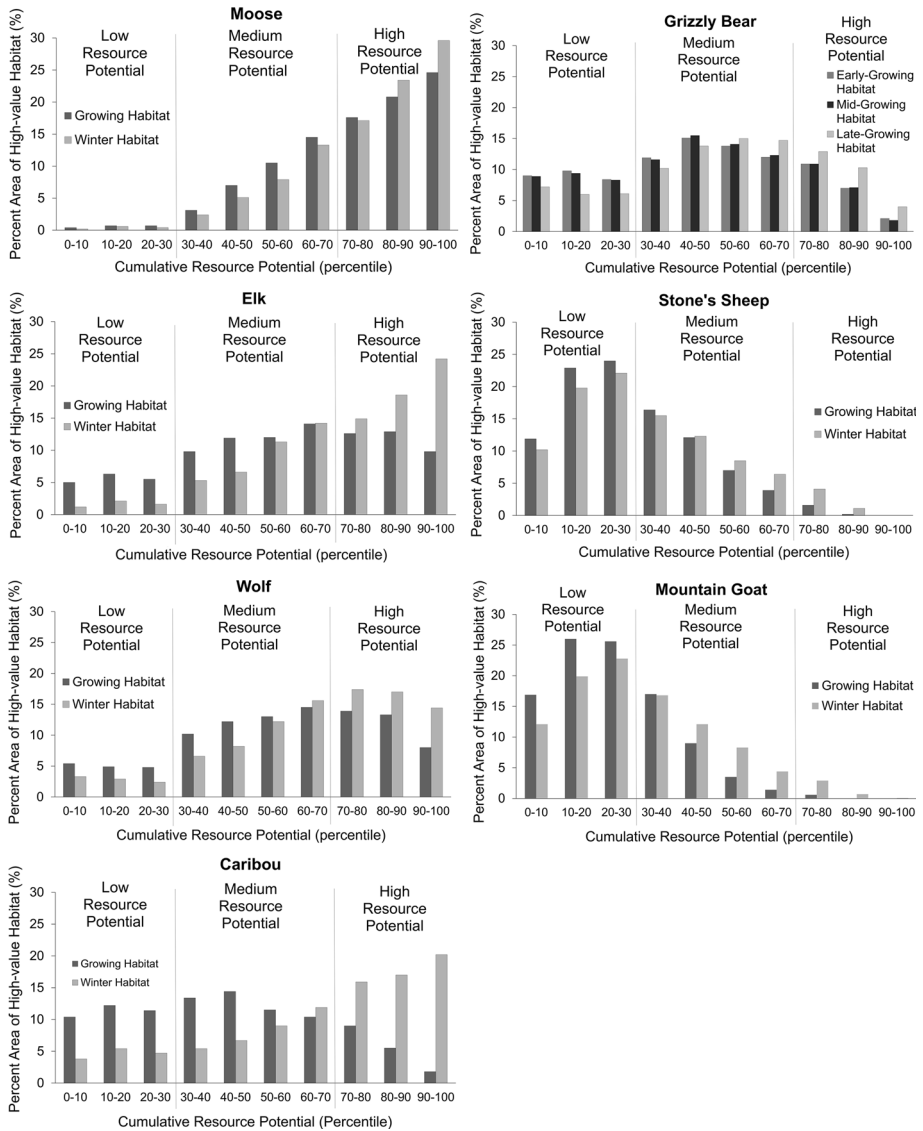 Moose
Percent Area of High-value Habitat (%)
30
25
20
15
10
5
0
Low
Resource
Potential
Medium
Resource
Potential
High
Resource
Potential
Growing Habitat
Winter Habitat
0-10 10-20 20-30 30-40 40-50 50-60 60-70 70-80 80-90 90-100
Cumulative Resource Potential (percentile)
Grizzly Bear
Percent Area of High-value Habitat (%)
30
25
20
15
10
5
0
Low
Resource
Potential
Medium
Resource
Potential
High
Resource
Potential
Early-Growing
Habitat
Mid-Growing
Habitat
Late-Growing
Habitat
0-10 10-20 20-30 30-40 40-50 50-60 60-70 70-80 80-90 90-100
Cumulative Resource Potential (percentile)
Elk
Percent Area of High-value Habitat (%)
30
25
20
15
10
5
0
Low
Resource
Potential
Medium
Resource
Potential
High
Resource
Potential
Growing Habitat
Winter Habitat
0-10 10-20 20-30 30-40 40-50 50-60 60-70 70-80 80-90 90-100
Cumulative Resource Potential (percentile)
Stone's Sheep
Percent Area of High-value Habitat (%)
30
25
20
15
10
5
0
Low
Resource
Potential
Medium
Resource
Potential
High
Resource
Potential
Growing Habitat
Winter Habitat
0-10 10-20 20-30 30-40 40-50 50-60 60-70 70-80 80-90 90-100
Cumulative Resource Potential (percentile)
Wolf
Percent Area of High-value Habitat (%)
30
25
20
15
10
5
0
Low
Resource
Potential
Medium
Resource
Potential
High
Resource
Potential
Growing Habitat
Winter Habitat
0-10 10-20 20-30 30-40 40-50 50-60 60-70 70-80 80-90 90-100
Cumulative Resource Potential (percentile)
Mountain Goat
Percent Area of High-value Habitat (%)
30
25
20
15
10
5
0
Low
Resource
Potential
Medium
Resource
Potential
High
Resource
Potential
Growing Habitat
Winter Habitat
0-10 10-20 20-30 30-40 40-50 50-60 60-70 70-80 80-90 90-100
Cumulative Resource Potential (percentile)
Caribou
Percent Area of High-value Habitat (%)
30
25
20
15
10
5
0
Low
Resource
Potential
Medium
Resource
Potential
High
Resource
Potential
Growing Habitat
Winter Habitat
0-10 10-20 20-30 30-40 40-50 50-60 60-70 70-80 80-90 90-100
Cumulative Resource Potential (Percentile)